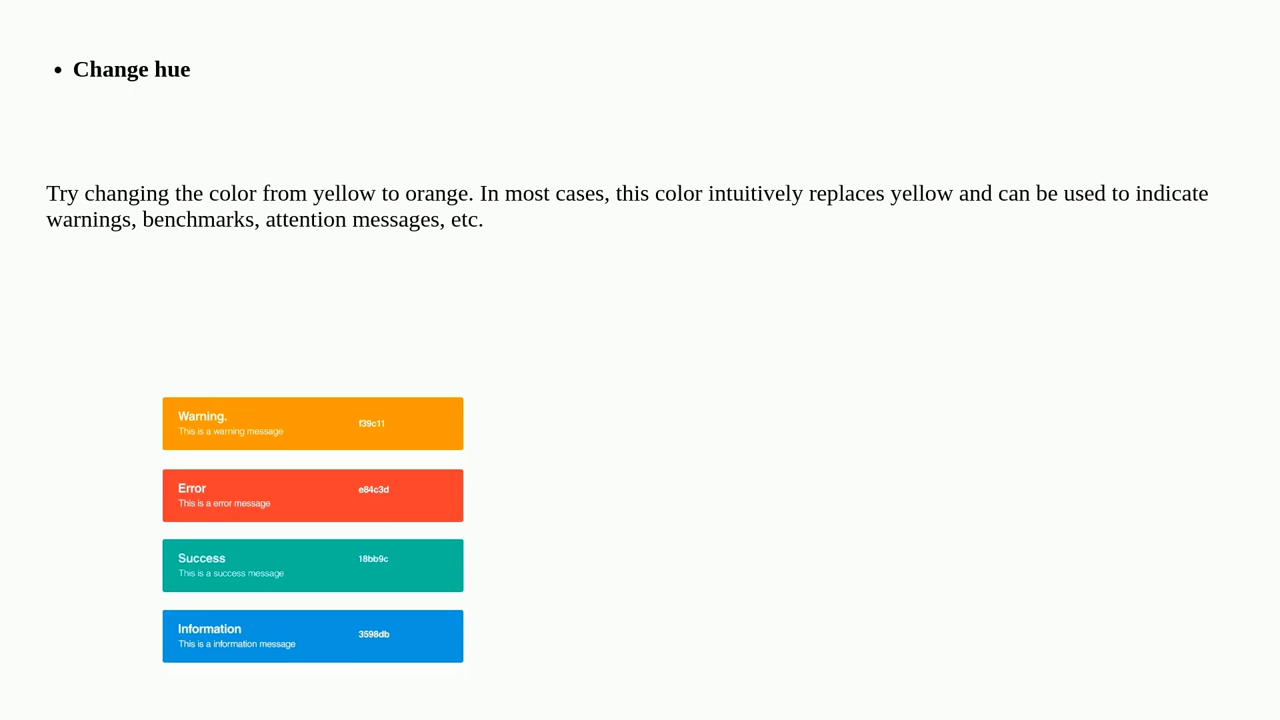 • Change hue
Try changing the color from yellow to orange. In most cases, this color intuitively replaces yellow and can be used to indicate
warnings, benchmarks, attention messages, etc.
Warning.
This is a warning message
f39c11
Error
This is a error message
e84c3d
Success
This is a success message
18bb9c
Information
This is a information message
3598db